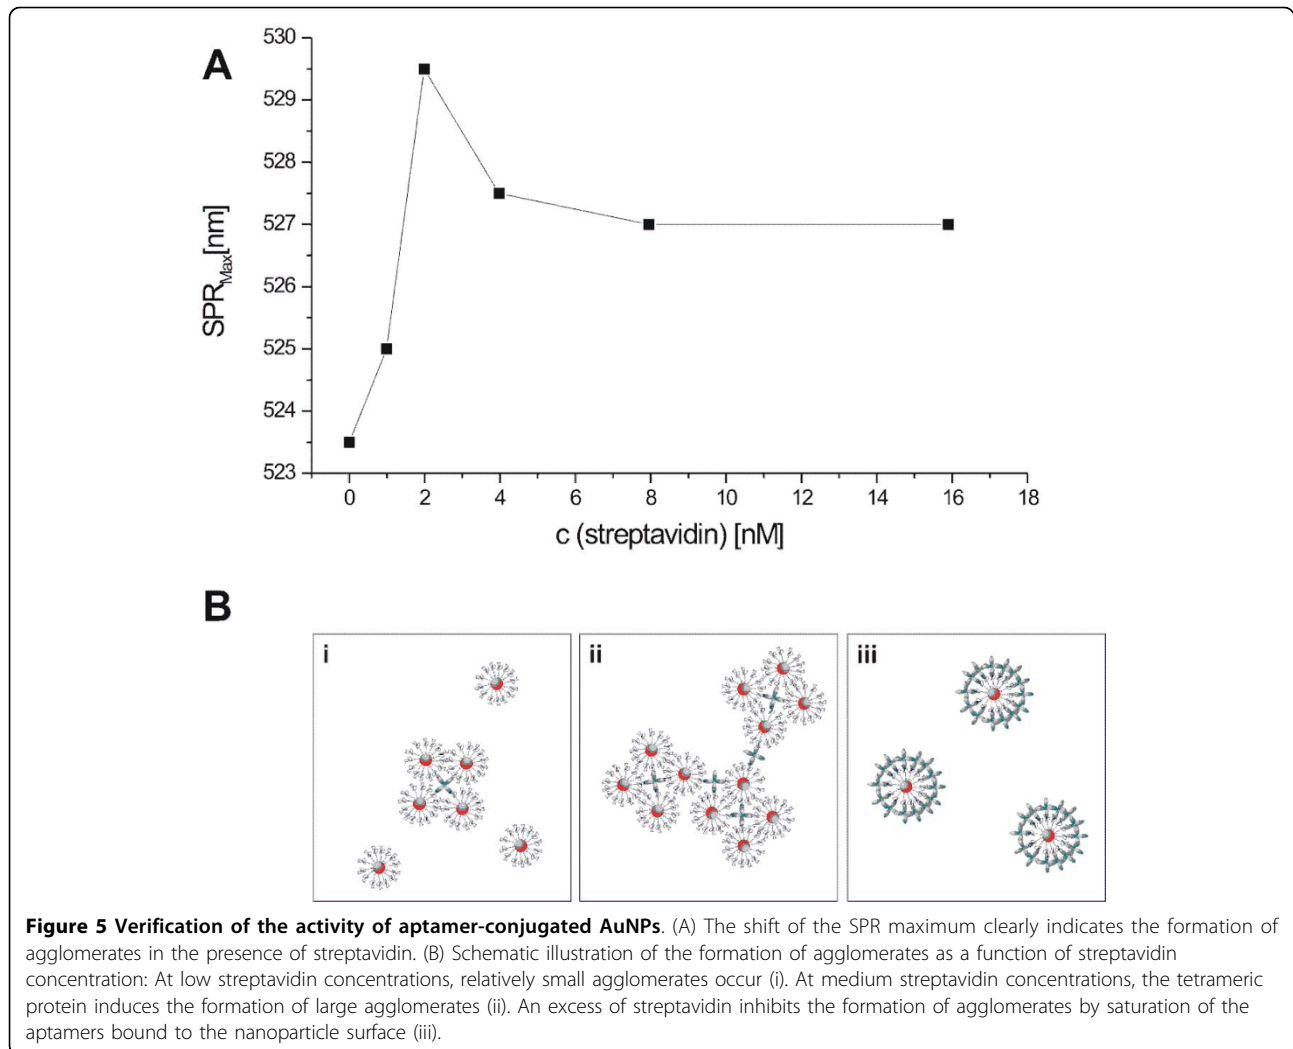 A
530
529
528
527
526
525
524
523
SPR_Max [nm]
0 2 4 6 8 10 12 14 16 18
c (streptavidin) [nM]
B
i ii iii
Figure 5 Verification of the activity of aptamer-conjugated AuNPs. (A) The shift of the SPR maximum clearly indicates the formation of
agglomerates in the presence of streptavidin. (B) Schematic illustration of the formation of agglomerates as a function of streptavidin
concentration: At low streptavidin concentrations, relatively small agglomerates occur (i). At medium streptavidin concentrations, the tetrameric
protein induces the formation of large agglomerates (ii). An excess of streptavidin inhibits the formation of agglomerates by saturation of the
aptamers bound to the nanoparticle surface (iii).